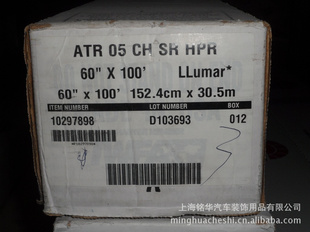 ATR 05 CH SR HPR
60" X 100' LLumar*
60" x 100' 152.4cm x 30.5m
ITEM NUMBER LOT NUMBER BOX
10297898 D103693 012
3
上海铭华汽车装饰用品有限公司
minghuacheshi.cn.alibaba.com